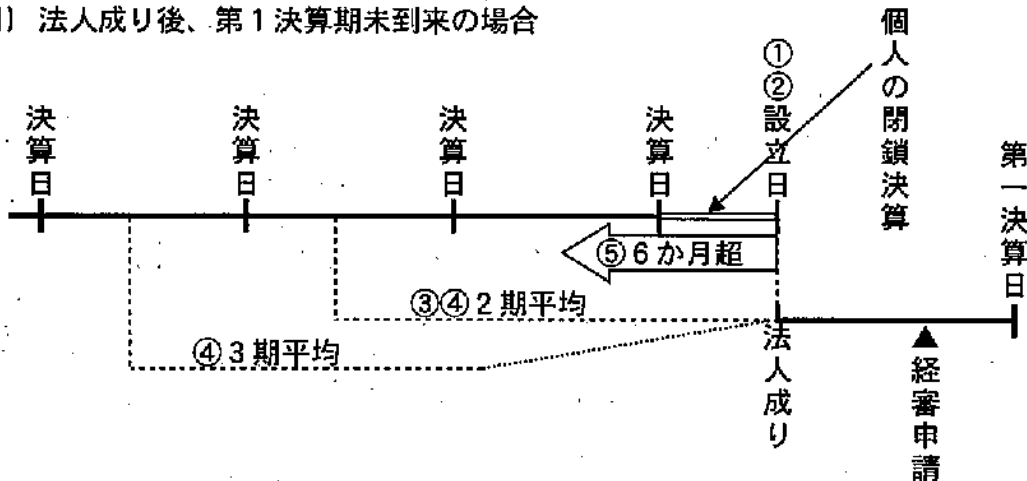 法人成り後、第1決算期未到来の場合
決算日
決算日
決算日
決算日
①②設立日
個人の閉鎖決算
第一決算日
⑤6か月超
③④2期平均
④3期平均
法人成り
▲経審申請